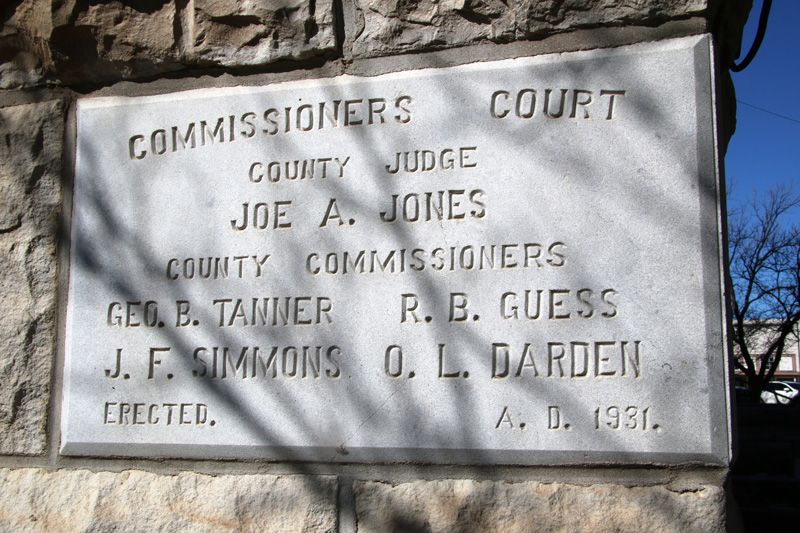 COMMISSIONERS COURT
COUNTY JUDGE
JOE A. JONES
COUNTY COMMISSIONERS
GEO. B. TANNER R. B. GUESS
J. F. SIMMONS O. L. DARDEN
ERECTED. A. D. 1931.